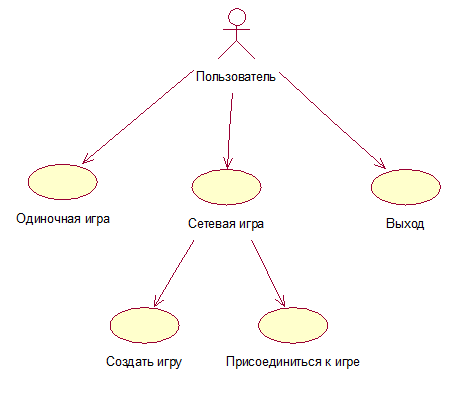 Пользователь
Одиночная игра
Сетевая игра
Выход
Создать игру
Присоединиться к игре